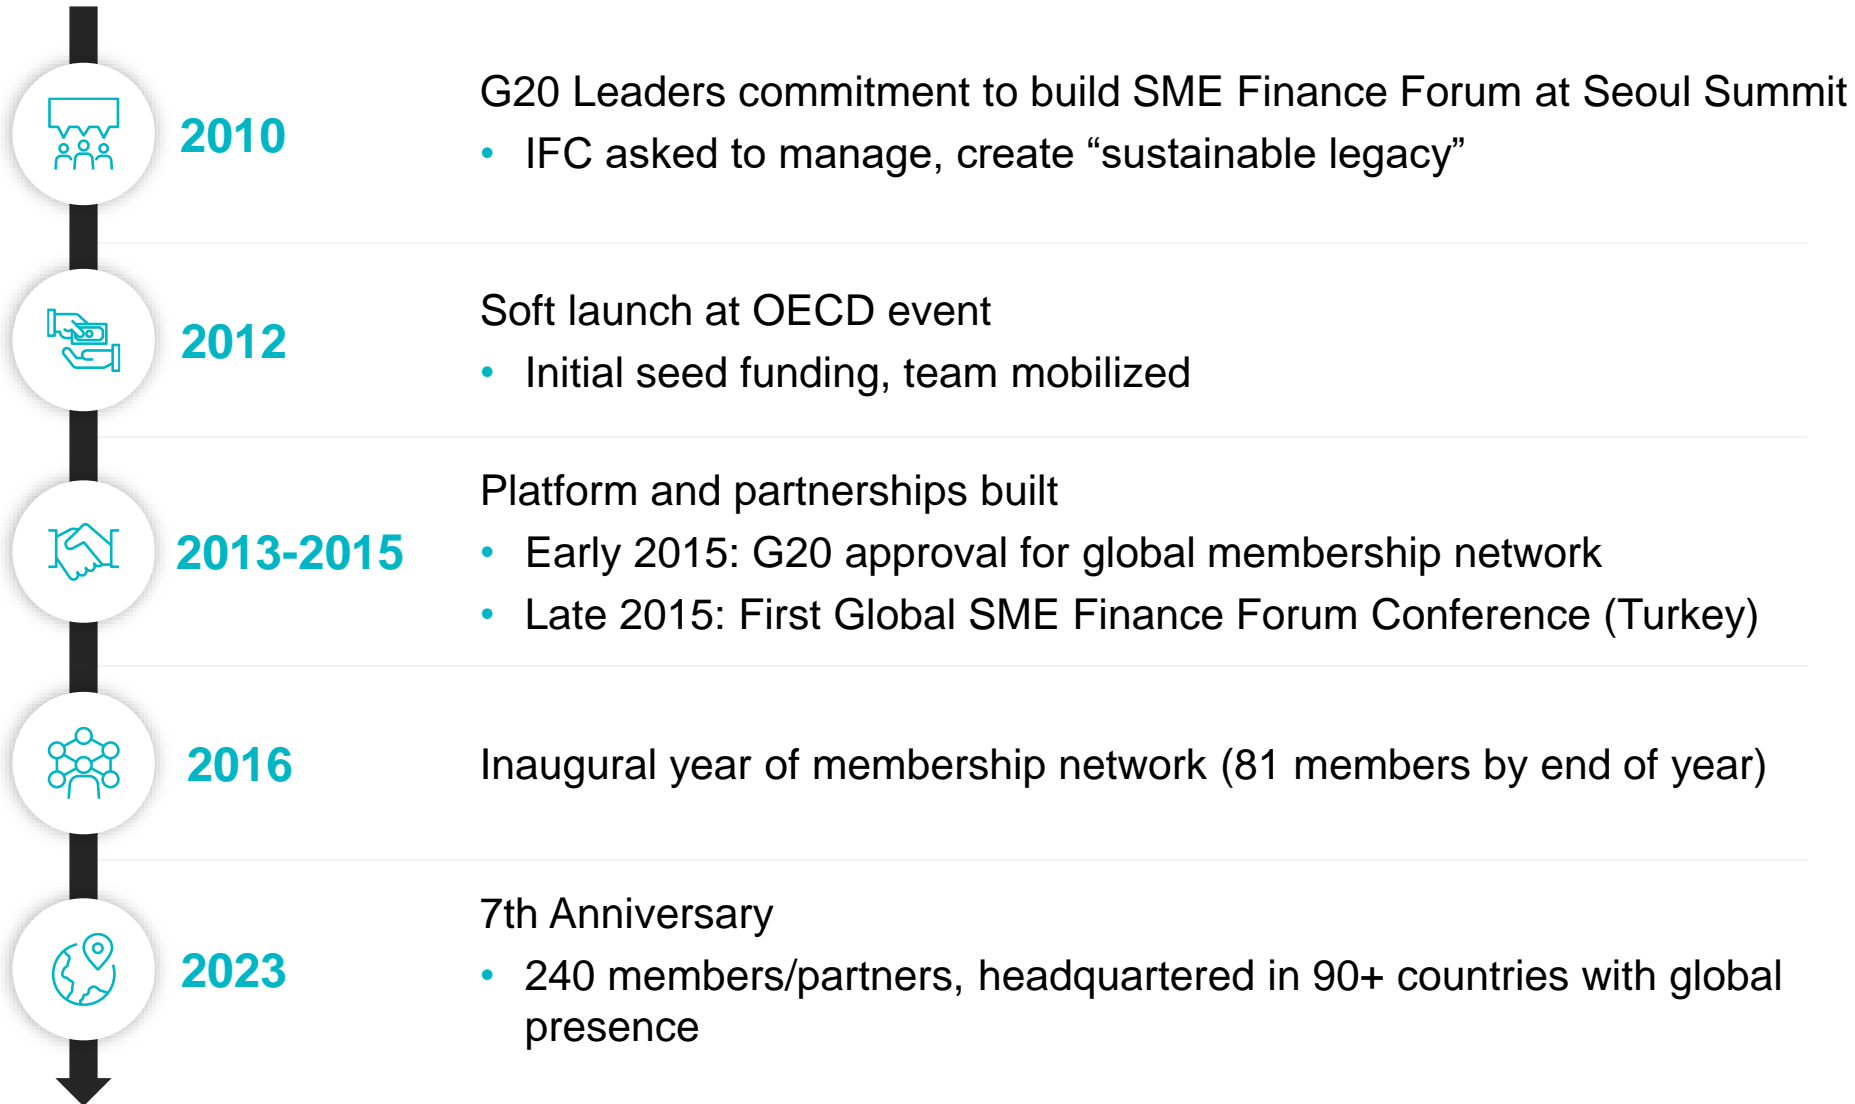 2010
G20 Leaders commitment to build SME Finance Forum at Seoul Summit
• IFC asked to manage, create “sustainable legacy”
2012
Soft launch at OECD event
• Initial seed funding, team mobilized
2013-2015
Platform and partnerships built
• Early 2015: G20 approval for global membership network
• Late 2015: First Global SME Finance Forum Conference (Turkey)
2016
Inaugural year of membership network (81 members by end of year)
2023
7th Anniversary
• 240 members/partners, headquartered in 90+ countries with global
presence